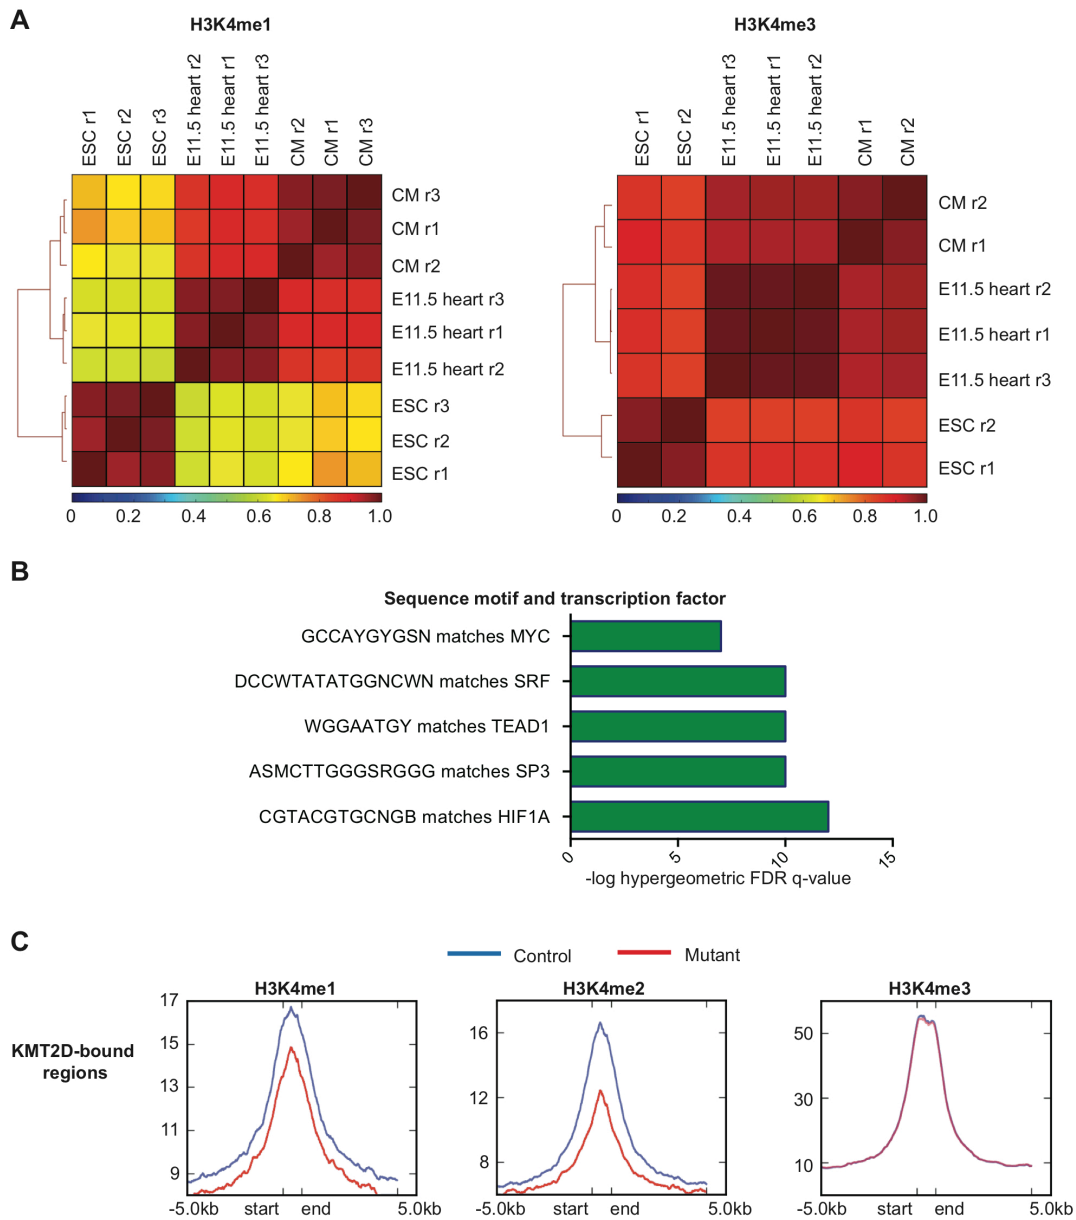 A
H3K4me1
H3K4me3
ESC r1
ESC r2
ESC r3
E11.5 heart r2
E11.5 heart r1
E11.5 heart r3
CM r2
CM r1
CM r3
ESC r1
ESC r2
E11.5 heart r3
E11.5 heart r1
E11.5 heart r2
CM r1
CM r2
CM r3
CM r1
CM r2
E11.5 heart r3
E11.5 heart r1
E11.5 heart r2
ESC r3
ESC r2
ESC r1
0 0.2 0.4 0.6 0.8 1.0
CM r2
CM r1
E11.5 heart r2
E11.5 heart r1
E11.5 heart r3
ESC r2
ESC r1
0 0.2 0.4 0.6 0.8 1.0
B
Sequence motif and transcription factor
GCCAYGYGSN matches MYC
DCCWTATATGGNCWN matches SRF
WGGAATGY matches TEAD1
ASMCTTGGGSRGGG matches SP3
CGTACGTGCNGB matches HIF1A
0 5 10 15
-log hypergeometric FDR q-value
C
Control Mutant
KMT2D-bound
regions
H3K4me1
17
15
13
11
9
-5.0kb start end 5.0kb
H3K4me2
16
12
8
-5.0kb start end 5.0kb
H3K4me3
50
30
10
-5.0kb start end 5.0kb